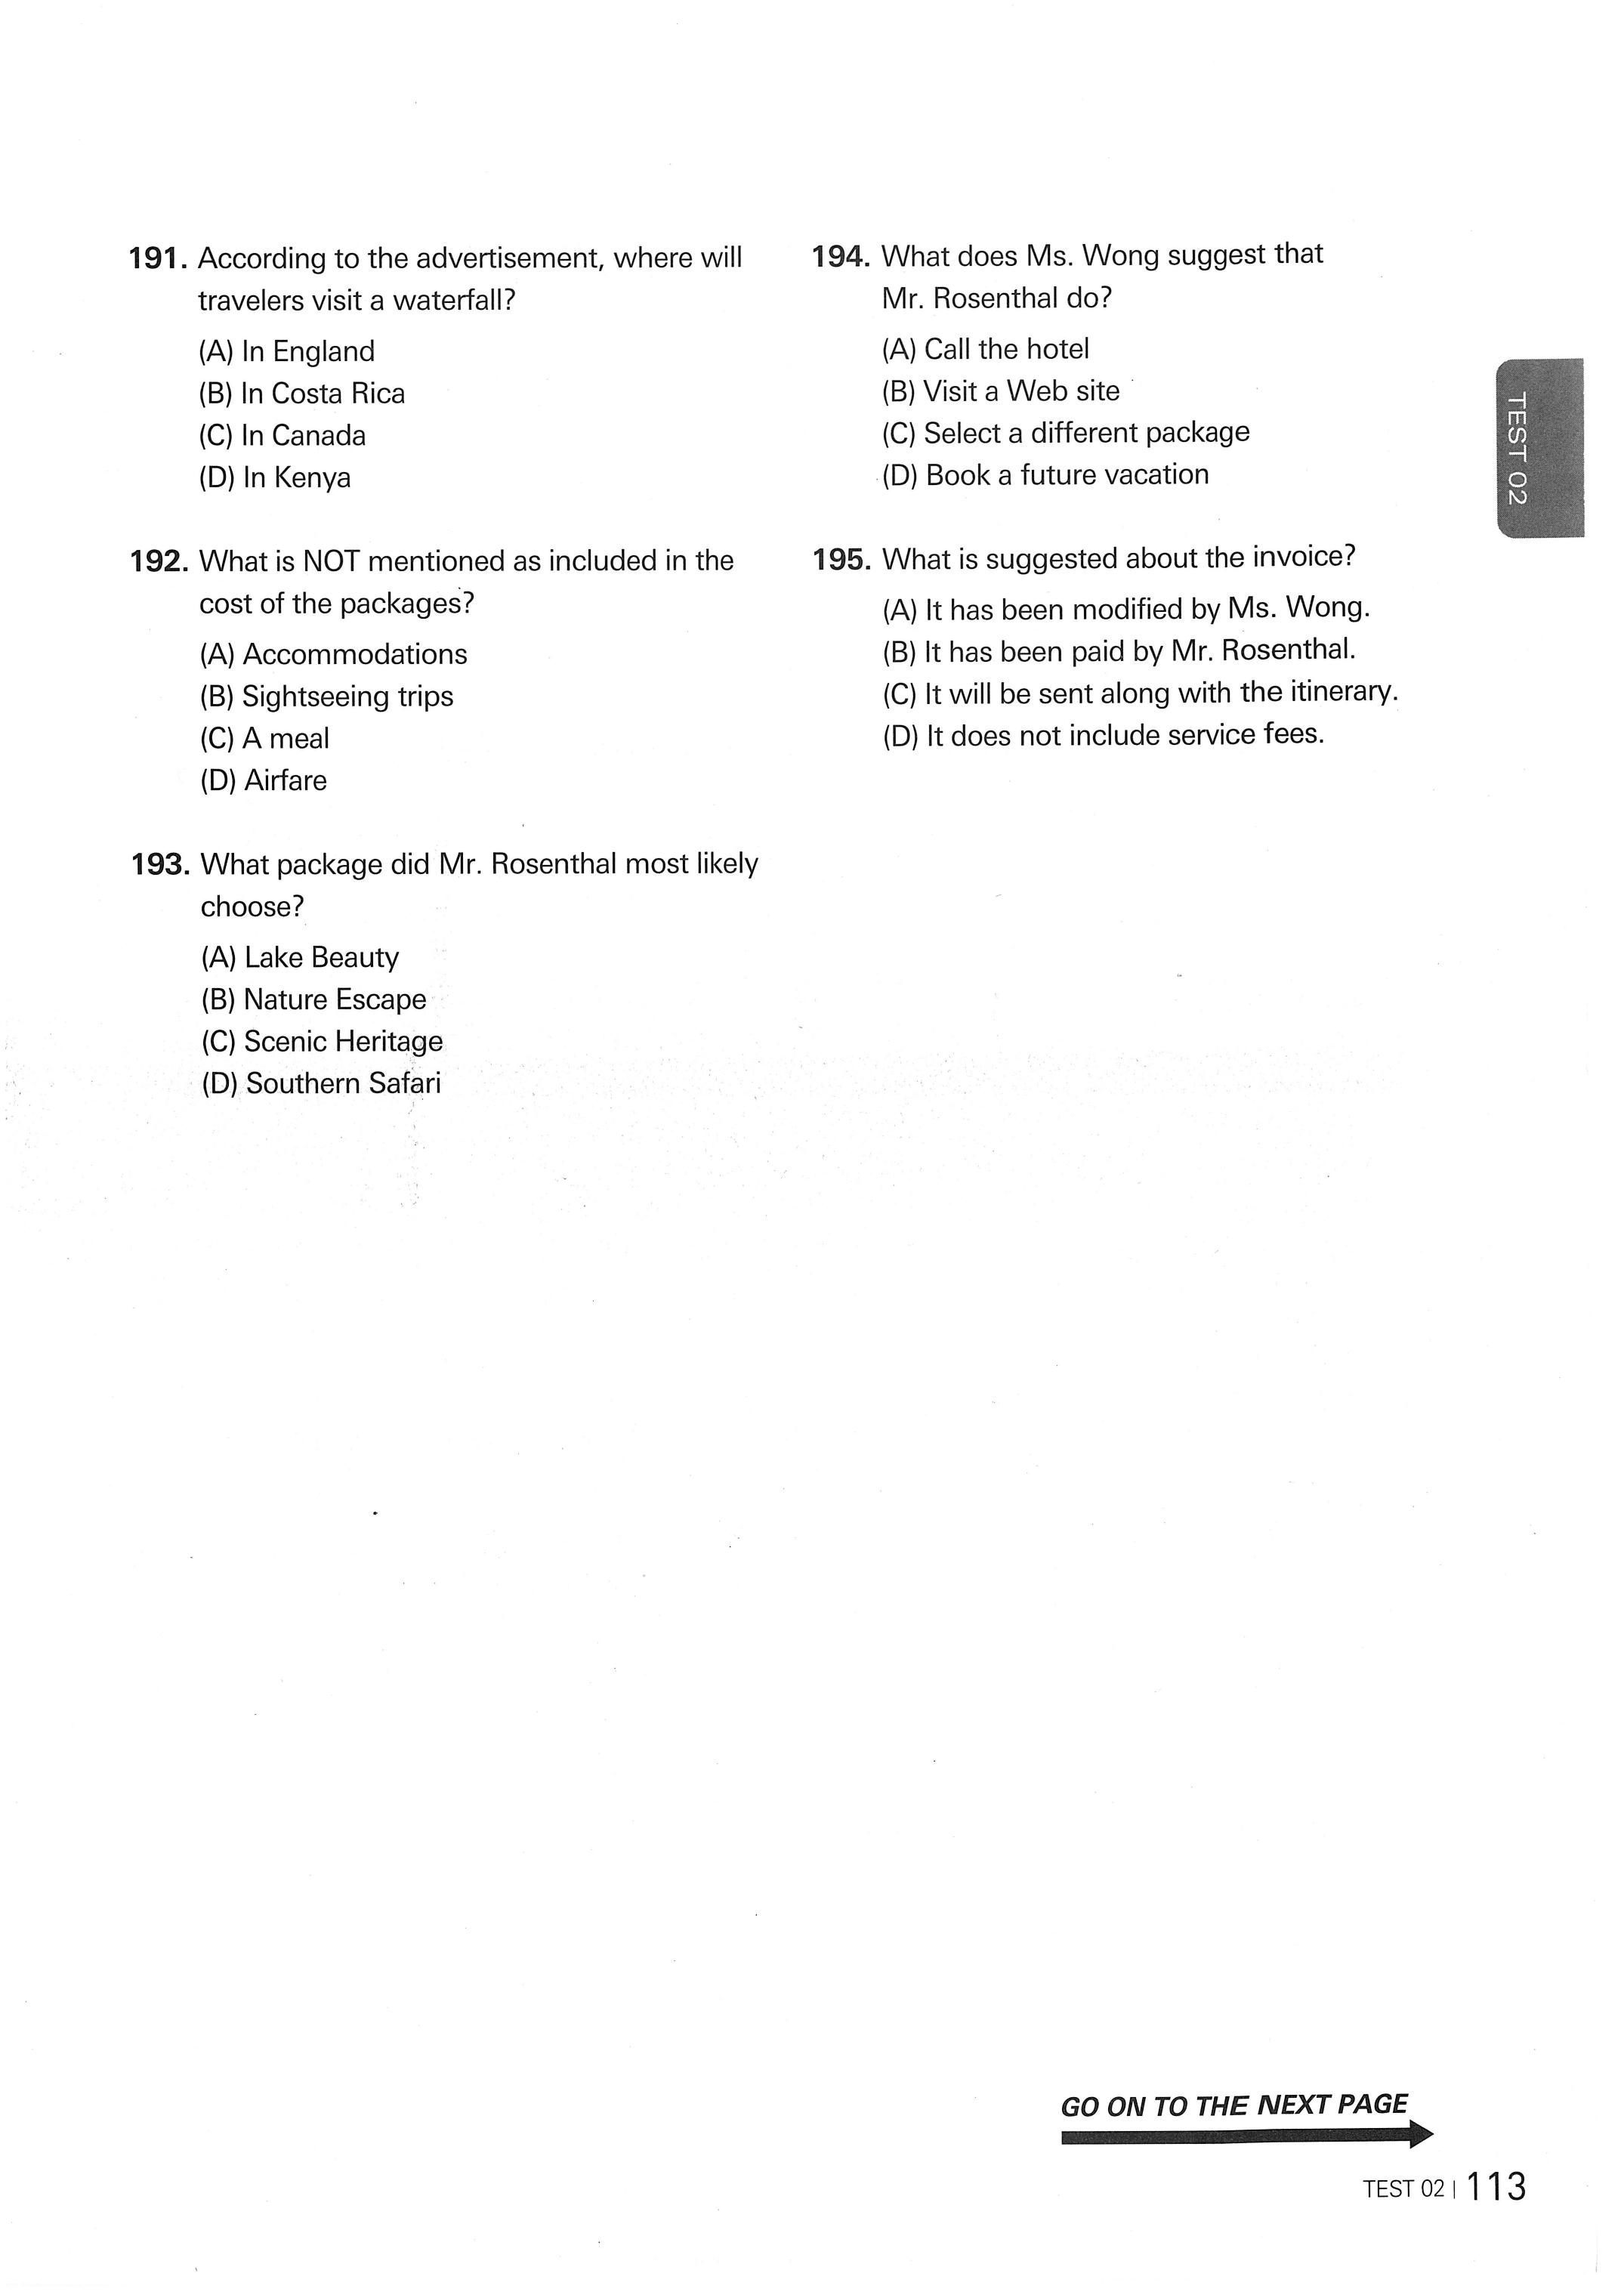 191. According to the advertisement, where will
travelers visit a waterfall?
(A) In England
(B) In Costa Rica
(C) In Canada
(D) In Kenya
192. What is NOT mentioned as included in the
cost of the packages?
(A) Accommodations
(B) Sightseeing trips
(C) A meal
(D) Airfare
193. What package did Mr. Rosenthal most likely
choose?
(A) Lake Beauty
(B) Nature Escape
(C) Scenic Heritage
(D) Southern Safari
194. What does Ms. Wong suggest that
Mr. Rosenthal do?
(A) Call the hotel
(B) Visit a Web site
(C) Select a different package
(D) Book a future vacation
195. What is suggested about the invoice?
(A) It has been modified by Ms. Wong.
(B) It has been paid by Mr. Rosenthal.
(C) It will be sent along with the itinerary.
(D) It does not include service fees.
TEST 02
GO ON TO THE NEXT PAGE
TEST 02 | 113